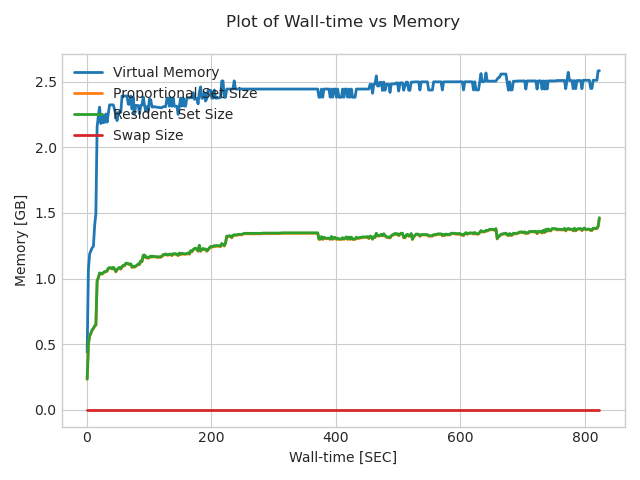 Plot of Wall-time vs Memory
Virtual Memory
Proportional Set Size
Resident Set Size
Swap Size
Memory [GB]
2.5
2.0
1.5
1.0
0.5
0.0
0
200
400
600
800
Wall-time [SEC]